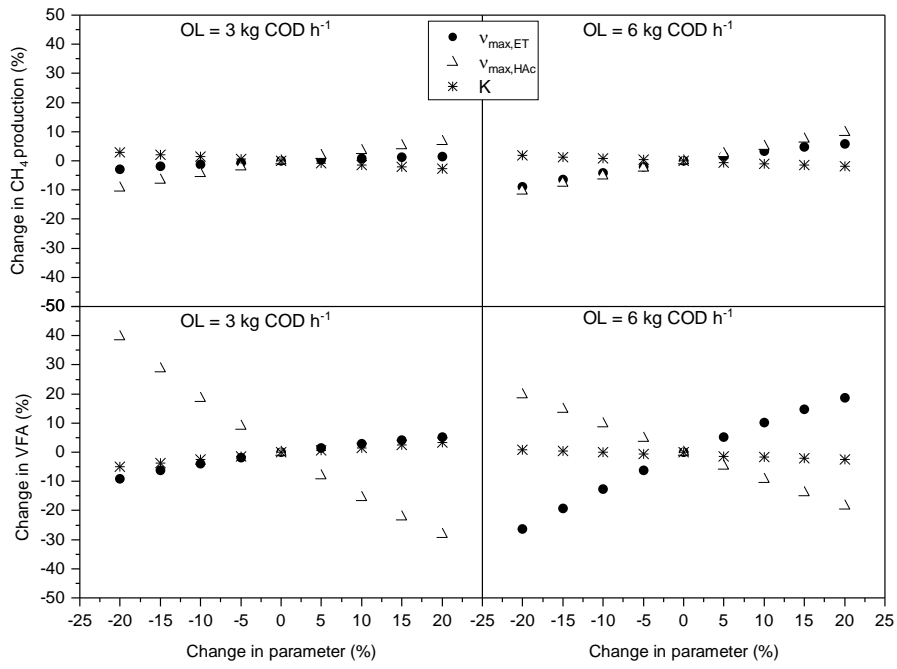 OL = 3 kg COD h⁻¹
OL = 6 kg COD h⁻¹
ν max,ET
ν max,HAc
K
Change in CH₄ production (%)
50
40
30
20
10
0
-10
-20
-30
-40
-50
OL = 3 kg COD h⁻¹
OL = 6 kg COD h⁻¹
Change in VFA (%)
50
40
30
20
10
0
-10
-20
-30
-40
-50
-25 -20 -15 -10 -5 0 5 10 15 20 -25 -20 -15 -10 -5 0 5 10 15 20 25
Change in parameter (%)
Change in parameter (%)